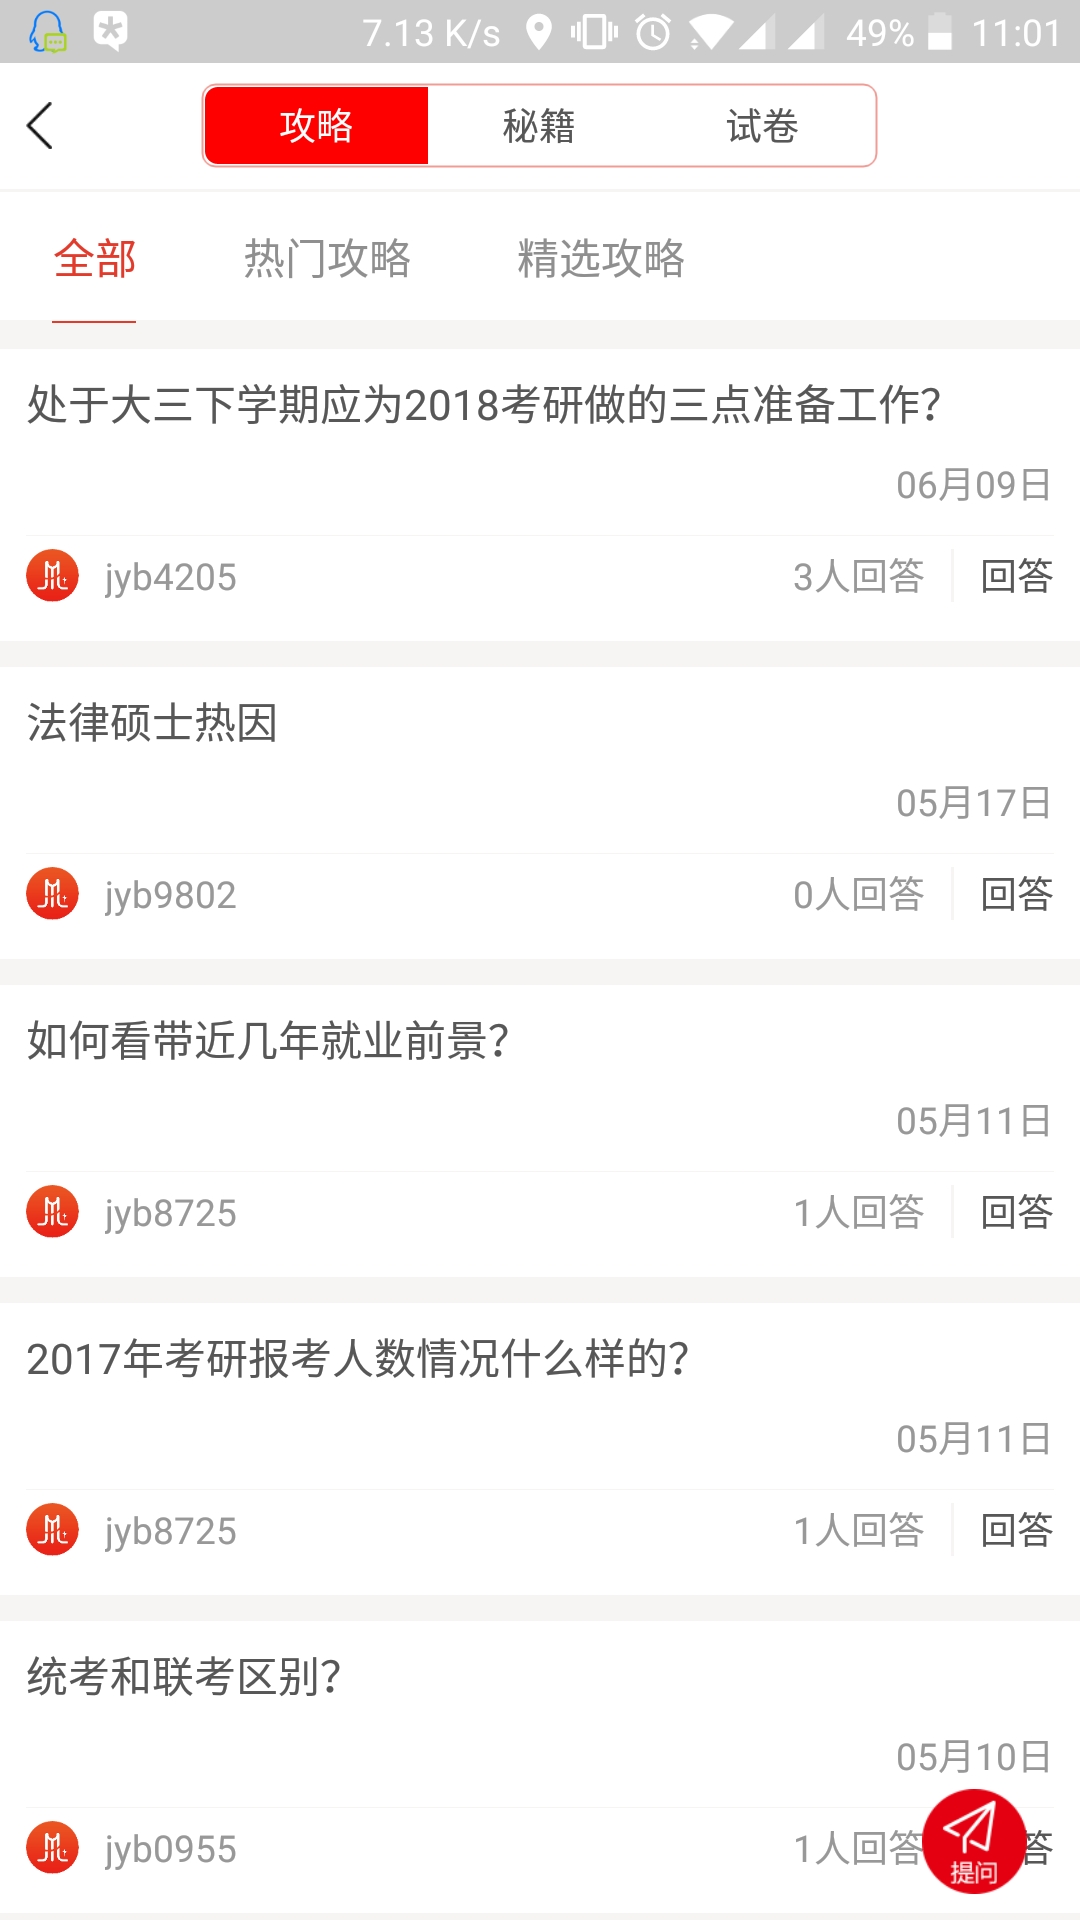 7.13 K/s 49% 11:01
攻略 秘籍 试卷
全部 热门攻略 精选攻略
处于大三下学期应为2018考研做的三点准备工作?
06月09日
jyb4205 3人回答 回答
法律硕士热因
05月17日
jyb9802 0人回答 回答
如何看带近几年就业前景?
05月11日
jyb8725 1人回答 回答
2017年考研报考人数情况什么样的?
05月11日
jyb8725 1人回答 回答
统考和联考区别?
05月10日
jyb0955 1人回答 答
提问